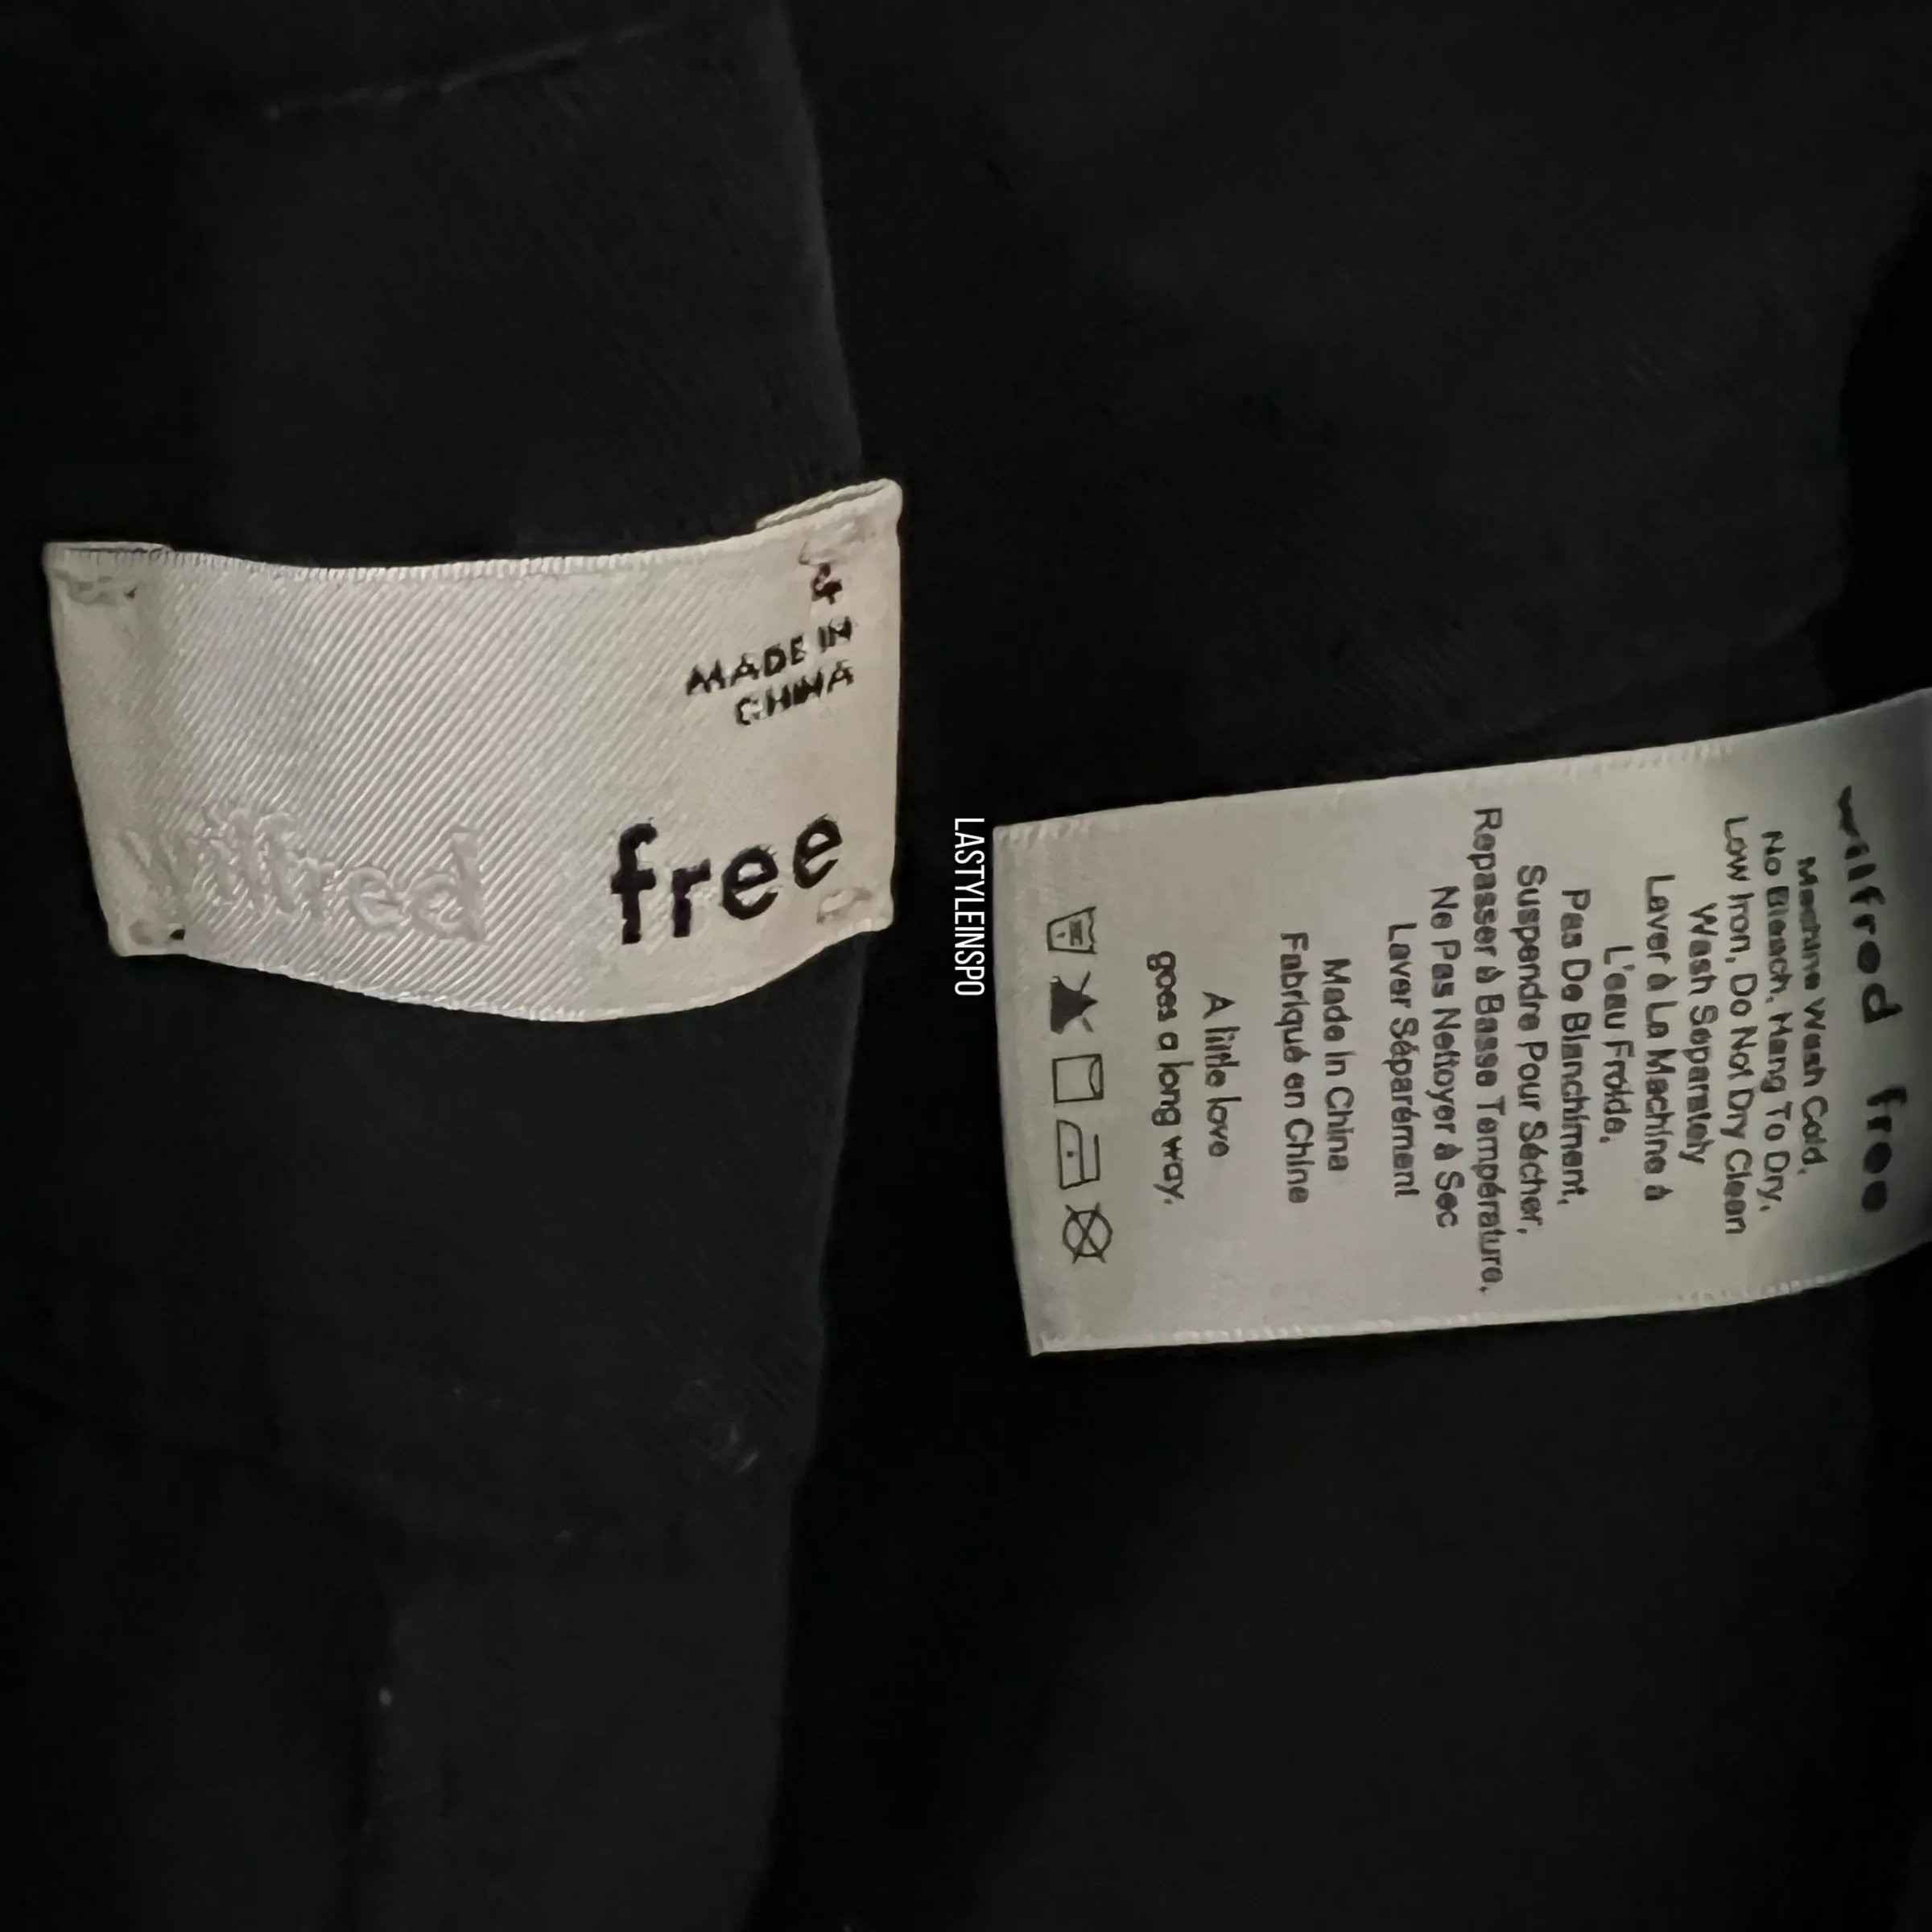 4
MADE IN
CHINA
wilfred free
LASTYLEINSPO
wilfred free
Machine Wash Cold,
No Bleach, Hang To Dry,
Low Iron, Do Not Dry Clean
Wash Separately
Laver à La Machine à
L'eau Froide,
Pas De Blanchiment,
Suspendre Pour Sécher,
Repasser à Basse Température,
Ne Pas Nettoyer à Sec
Laver Séparément
Made In China
Fabriqué en Chine
A little love
goes a long way.